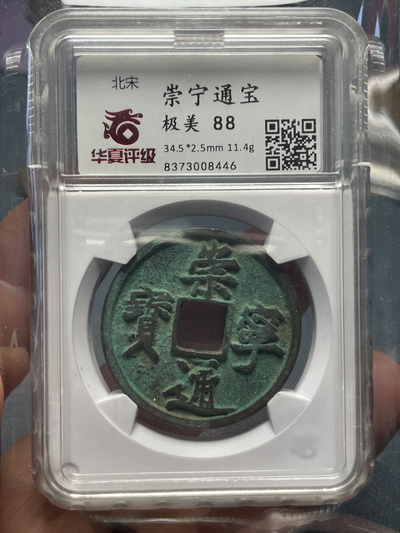 北宋
华夏评级
崇宁通宝
极美 88
34.5*2.5mm 11.4g
8373008446
崇
寧
通
寶